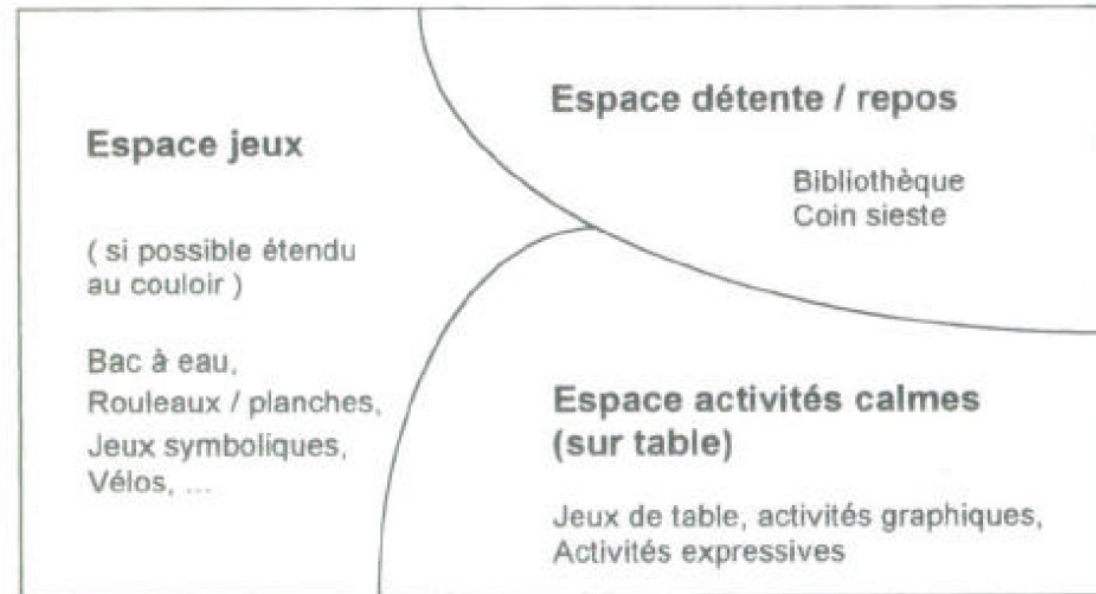 Espace jeux
( si possible étendu
au couloir )
Bac à eau,
Rouleaux / planches,
Jeux symboliques,
Vélos, ...
Espace détente / repos
Bibliothèque
Coin sieste
Espace activités calmes
(sur table)
Jeux de table, activités graphiques,
Activités expressives